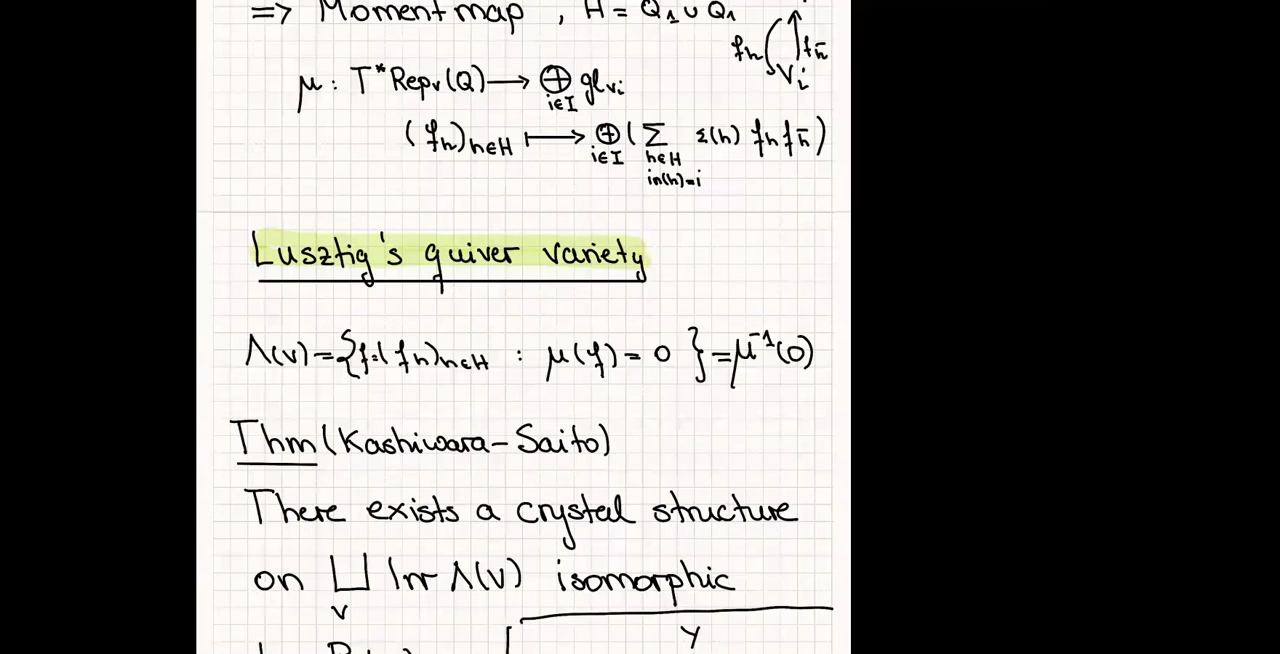 => Moment map , H = Q₁ ∪ Q̄₁
fₕ fₕ̄
Vᵢ
μ : T*Repᵥ(Q) ⟶ ⊕ glᵥᵢ
i∈I
(fₕ)ₕ∈H ⟼ ⊕ ( Σ ε(h) fₕ fₕ̄ )
i∈I h∈H
in(h)=i
Lusztig's quiver variety
Λ(v) = { f=(fₕ)ₕ∈H : μ(f) = 0 } = μ⁻¹(0)
Thm (Kashiwara-Saito)
There exists a crystal structure
on ⊔ Irr Λ(v) isomorphic
v
Y